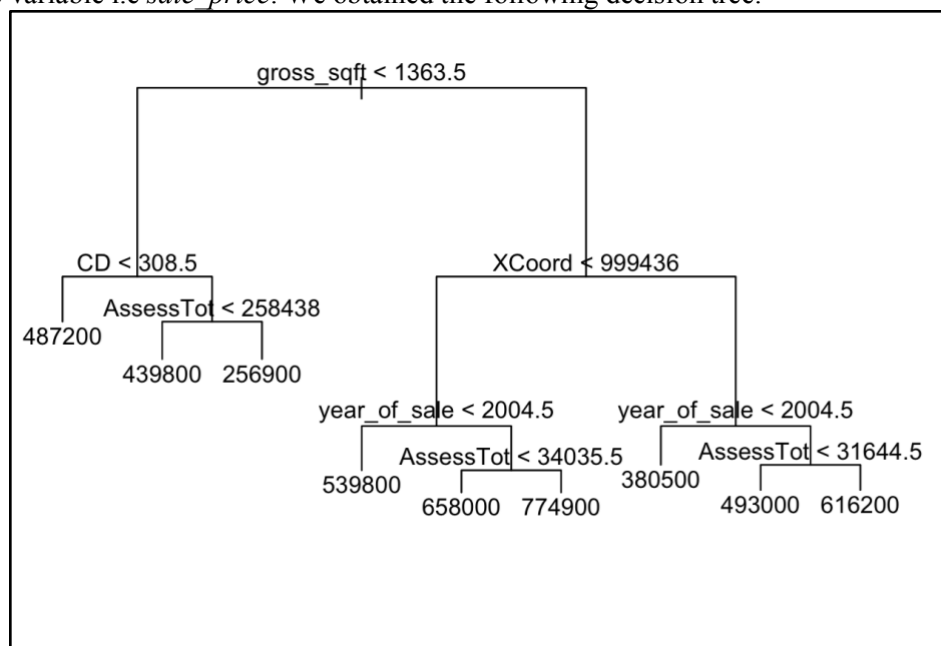 variable i.e sale_price. We obtained the following decision tree.
gross_sqft < 1363.5
CD < 308.5
XCoord < 999436
AssessTot < 258438
487200
439800 256900
year_of_sale < 2004.5 year_of_sale < 2004.5
AssessTot < 34035.5 AssessTot < 31644.5
539800 380500
658000 774900 493000 616200